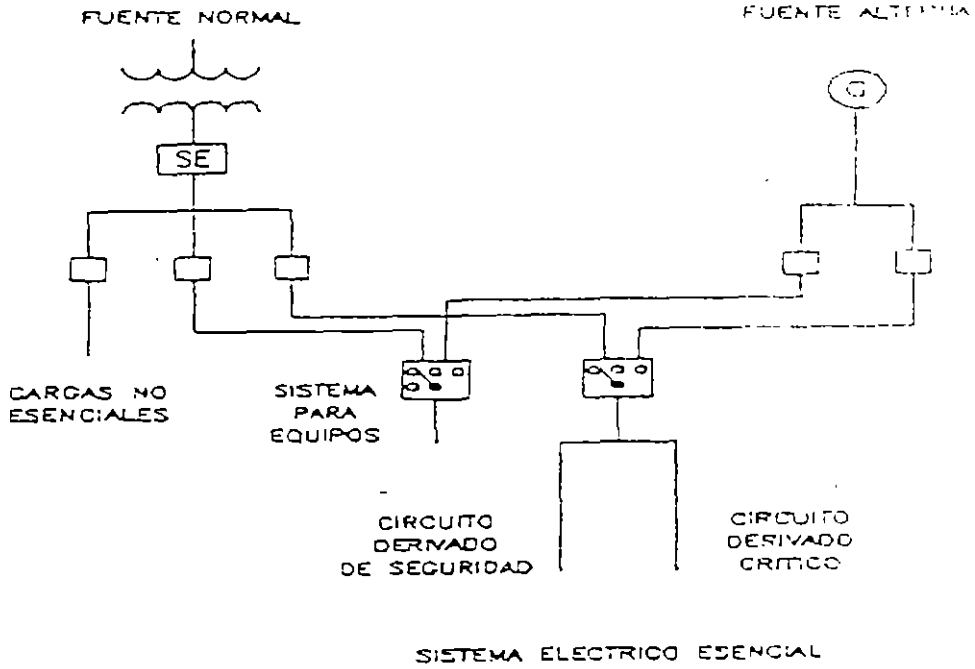 FUENTE NORMAL
FUENTE
SE
G
CARGAS NO
ESENCIALES
SISTEMA
PARA
EQUIPOS
CIRCUITO
DERIVADO
DE SEGURIDAD
CIRCUITO
DERIVADO
CRITICO
SISTEMA ELECTRICO ESENCIAL